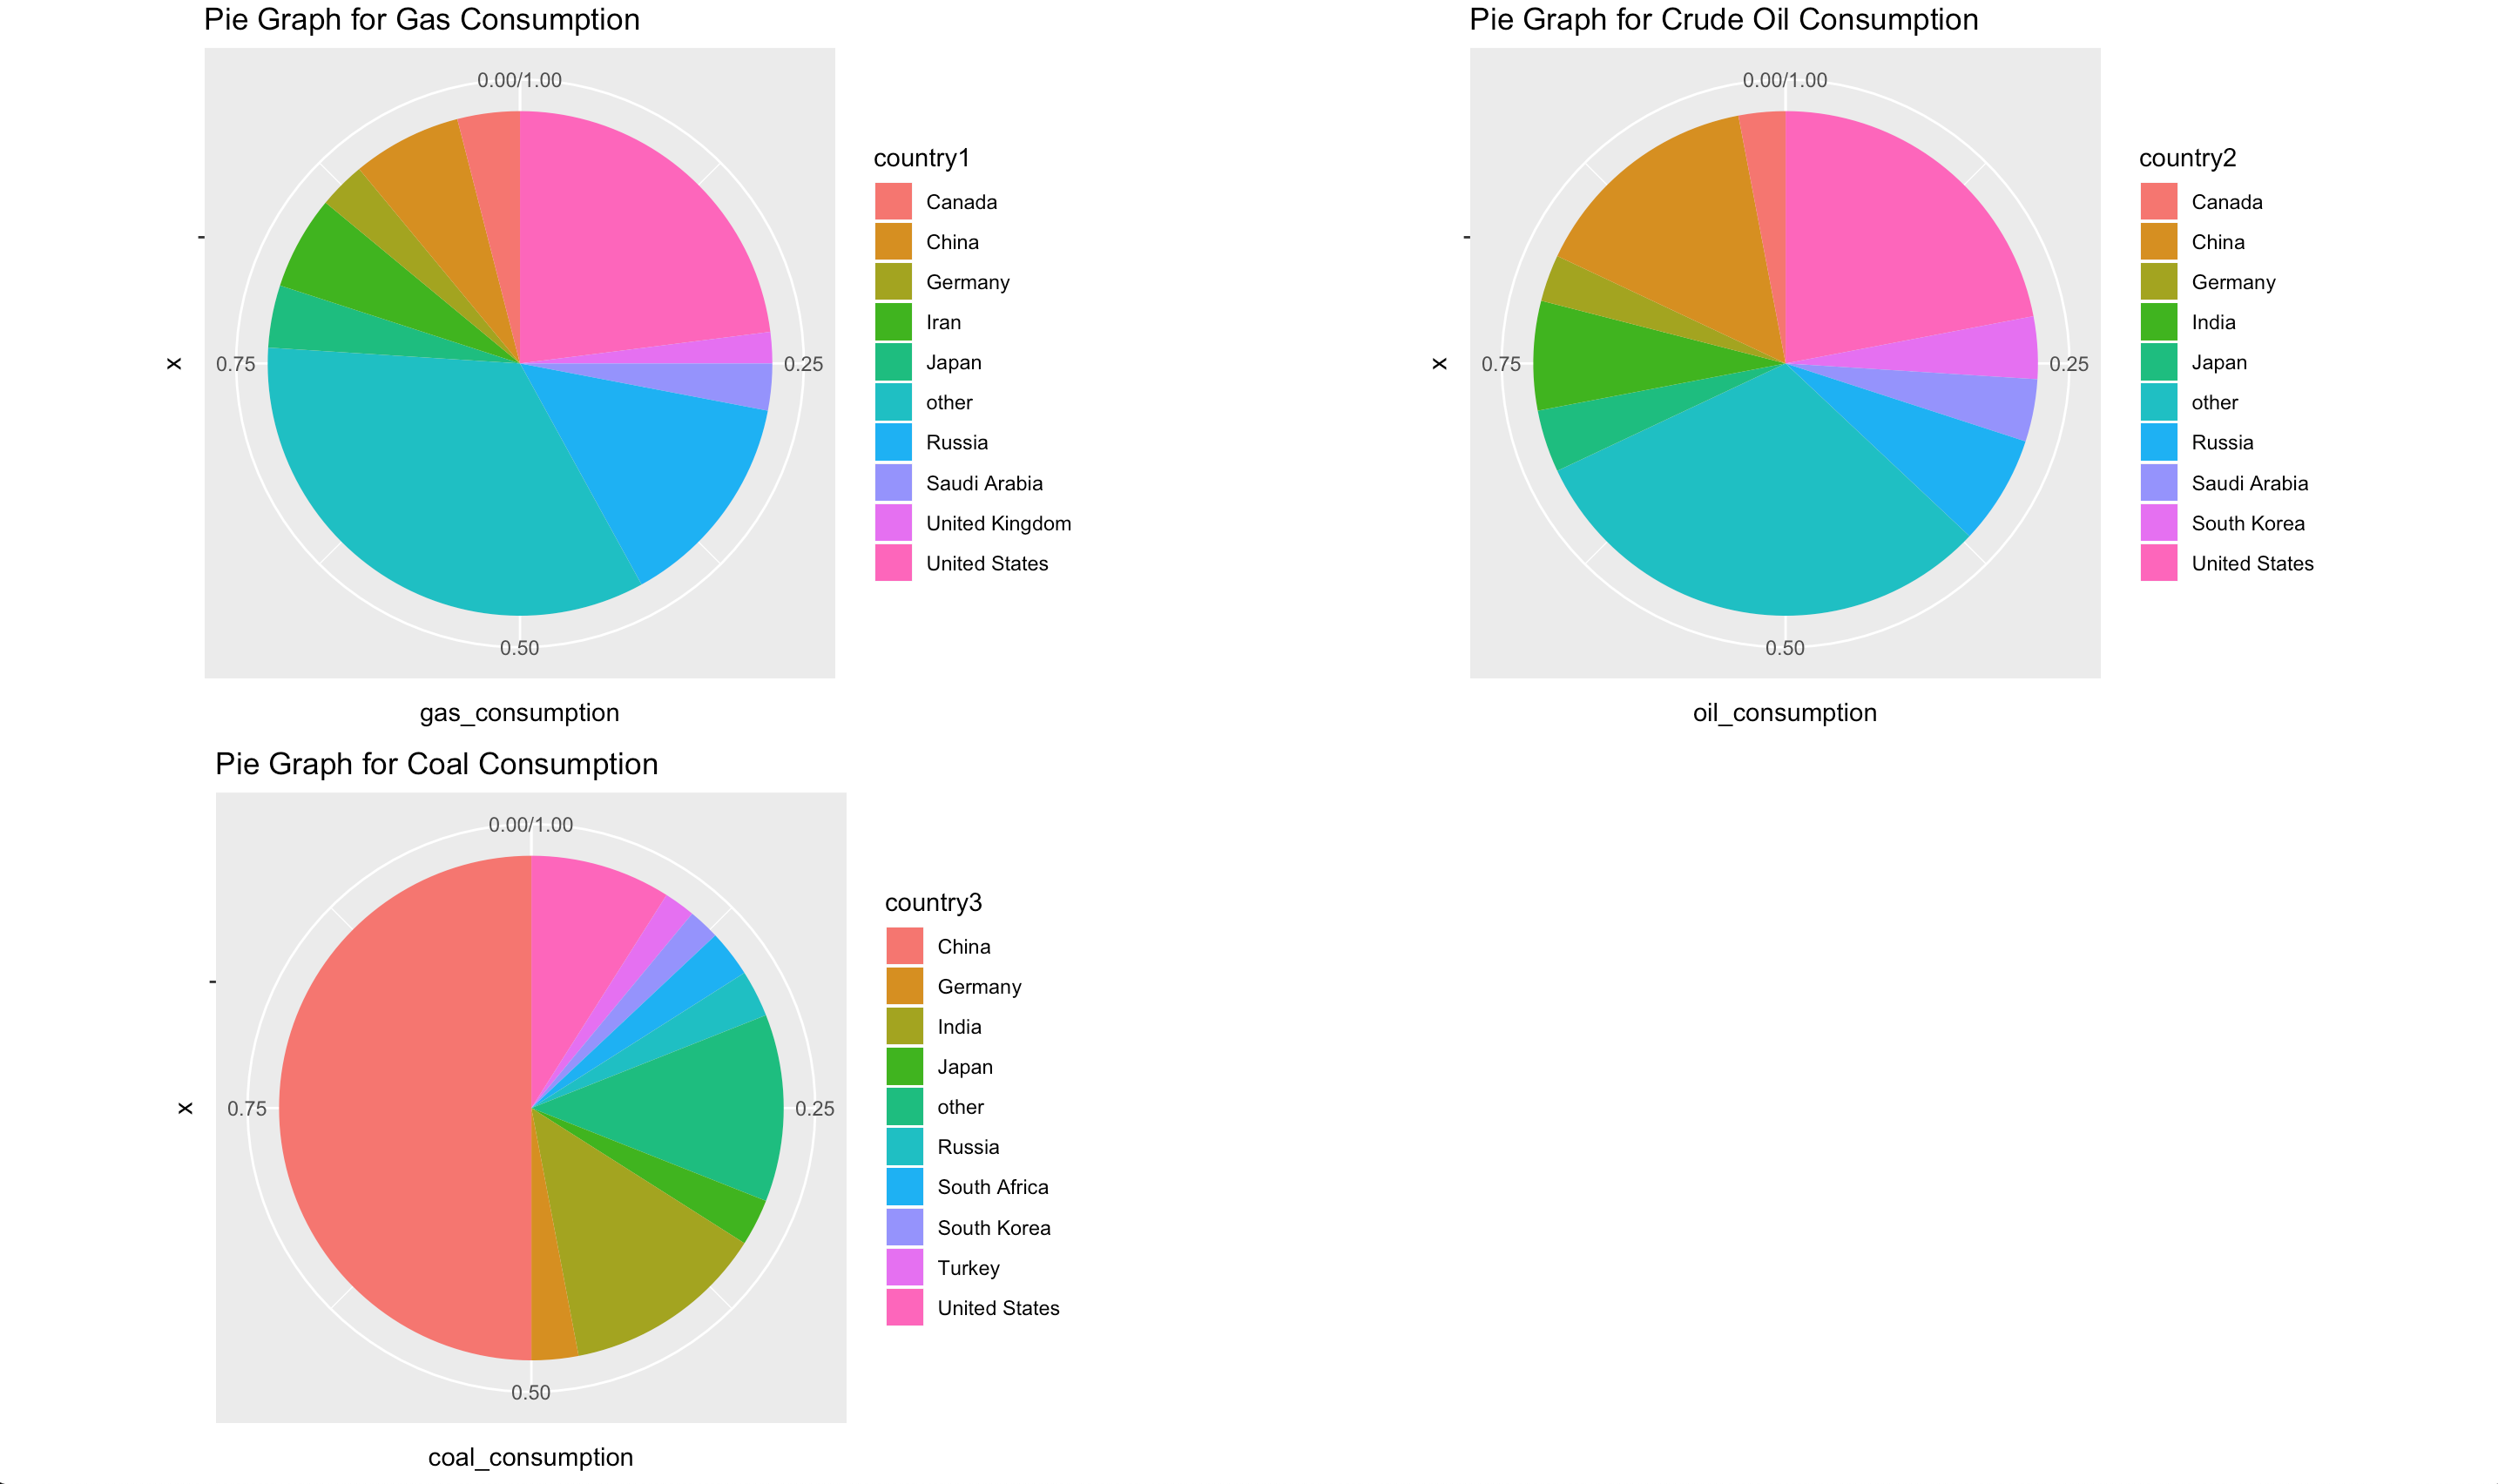 Pie Graph for Gas Consumption
0.00/1.00
0.75
0.25
0.50
x
gas_consumption
country1
Canada
China
Germany
Iran
Japan
other
Russia
Saudi Arabia
United Kingdom
United States
Pie Graph for Crude Oil Consumption
0.00/1.00
0.75
0.25
0.50
x
oil_consumption
country2
Canada
China
Germany
India
Japan
other
Russia
Saudi Arabia
South Korea
United States
Pie Graph for Coal Consumption
0.00/1.00
0.75
0.25
0.50
x
coal_consumption
country3
China
Germany
India
Japan
other
Russia
South Africa
South Korea
Turkey
United States